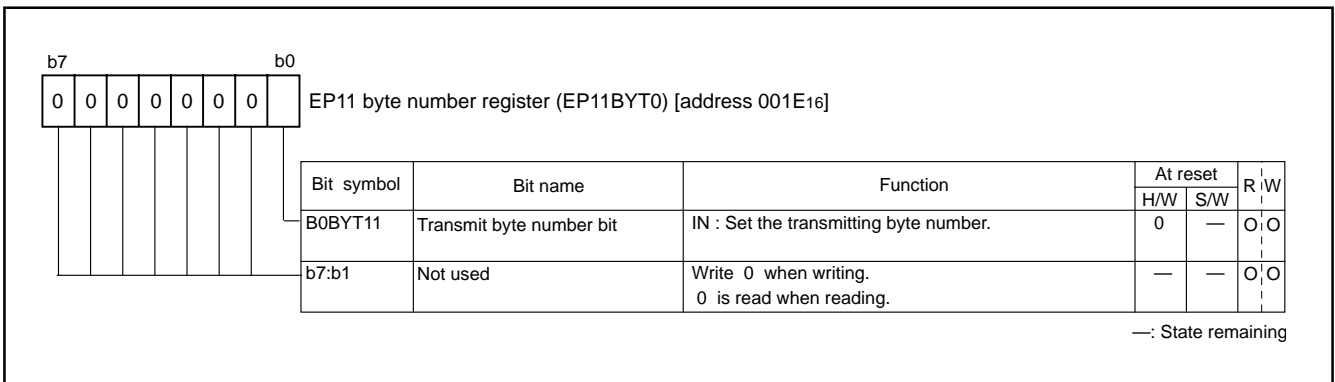 b7 b0
0 0 0 0 0 0 0 EP11 byte number register (EP11BYT0) [address 001E16]
Bit symbol Bit name Function At reset R W
H/W S/W
B0BYT11 Transmit byte number bit IN : Set the transmitting byte number. 0 — O O
b7:b1 Not used Write 0 when writing. — — O O
0 is read when reading.
—: State remaining